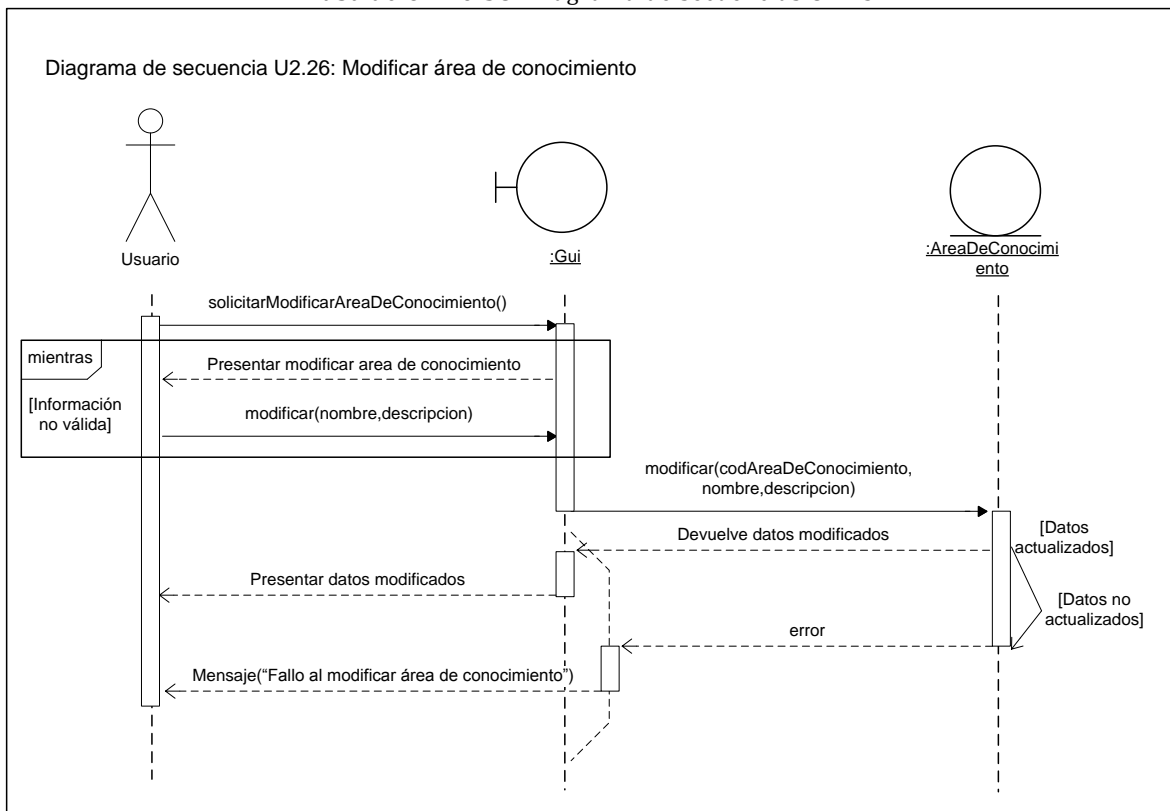 Diagrama de secuencia U2.26: Modificar área de conocimiento
Usuario
:Gui
:AreaDeConocimi
ento
solicitarModificarAreaDeConocimiento()
mientras
Presentar modificar area de conocimiento
[Información
no válida]
modificar(nombre,descripcion)
modificar(codAreaDeConocimiento,
nombre,descripcion)
Devuelve datos modificados
[Datos
actualizados]
Presentar datos modificados
[Datos no
actualizados]
error
Mensaje(“Fallo al modificar área de conocimiento”)